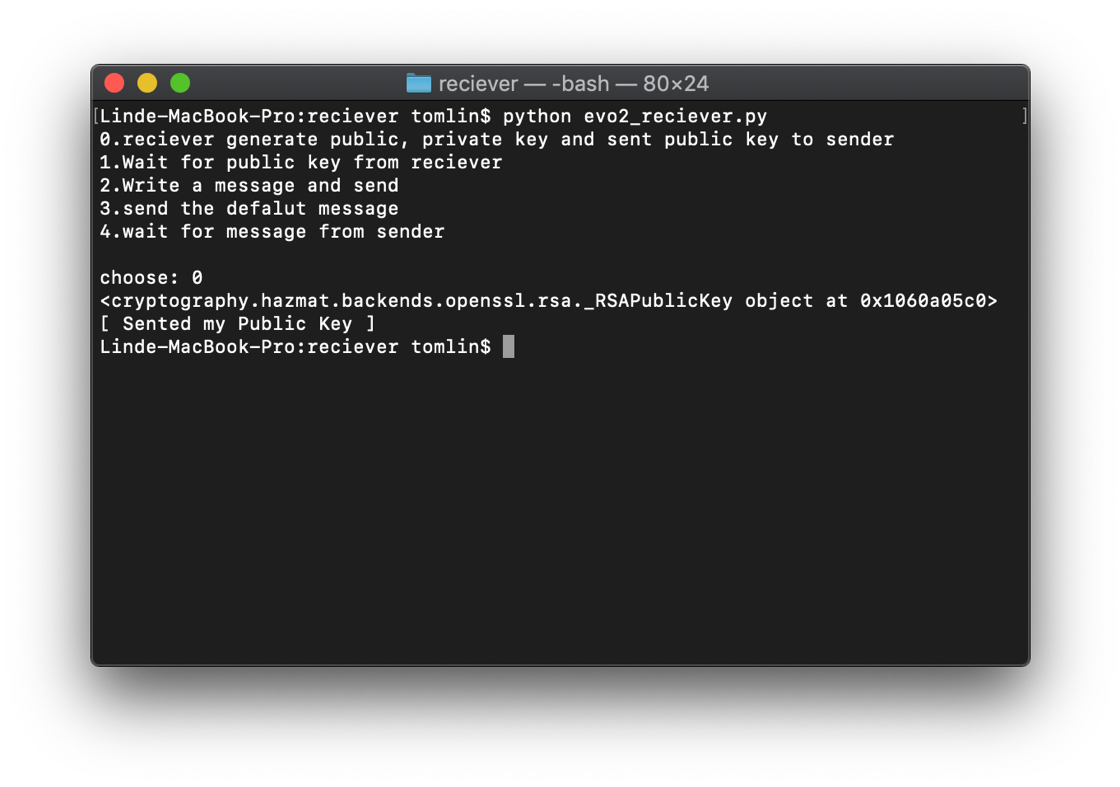 reciever — -bash — 80×24
[Linde-MacBook-Pro:reciever tomlin$ python evo2_reciever.py ]
0.reciever generate public, private key and sent public key to sender
1.Wait for public key from reciever
2.Write a message and send
3.send the defalut message
4.wait for message from sender
choose: 0
<cryptography.hazmat.backends.openssl.rsa._RSAPublicKey object at 0x1060a05c0>
[ Sented my Public Key ]
Linde-MacBook-Pro:reciever tomlin$